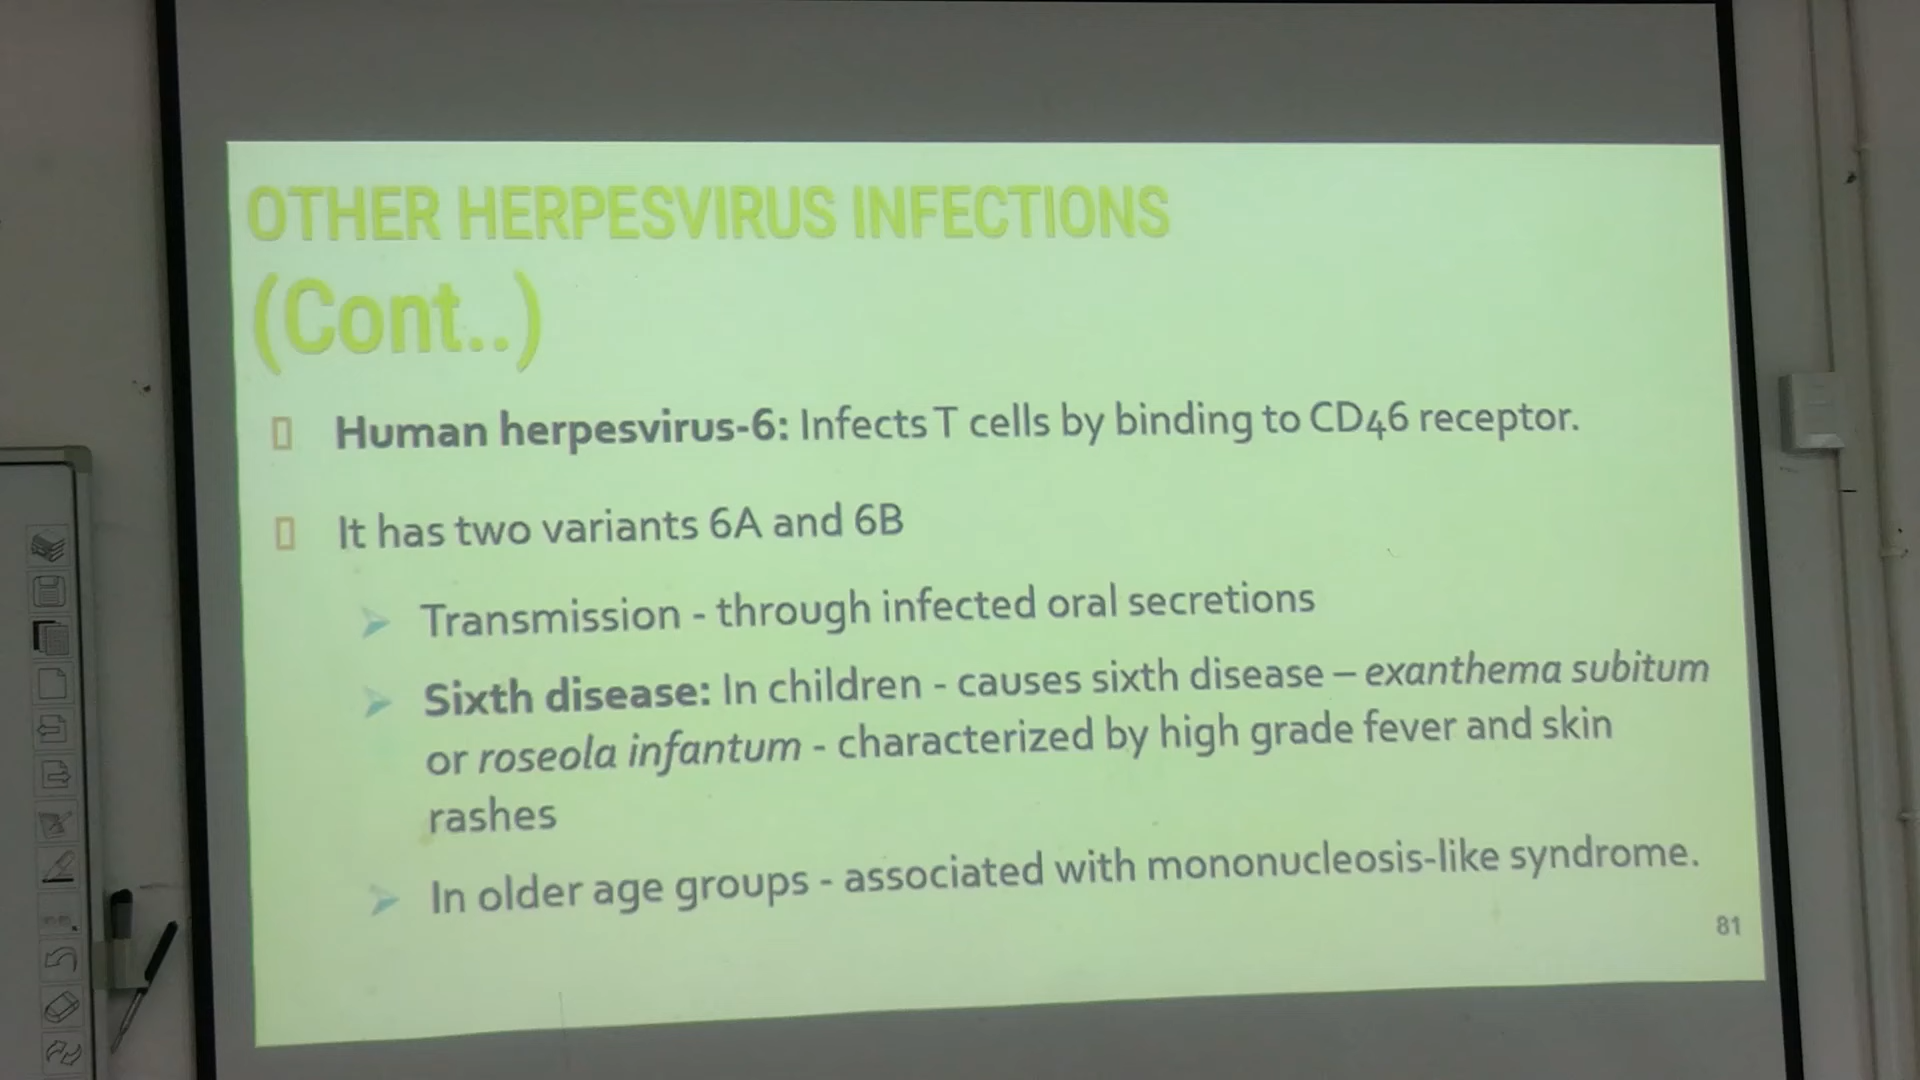 OTHER HERPESVIRUS INFECTIONS
(Cont..)
Human herpesvirus-6: Infects T cells by binding to CD46 receptor.
It has two variants 6A and 6B
Transmission - through infected oral secretions
Sixth disease: In children - causes sixth disease – exanthema subitum
or roseola infantum - characterized by high grade fever and skin
rashes
In older age groups - associated with mononucleosis-like syndrome.
81